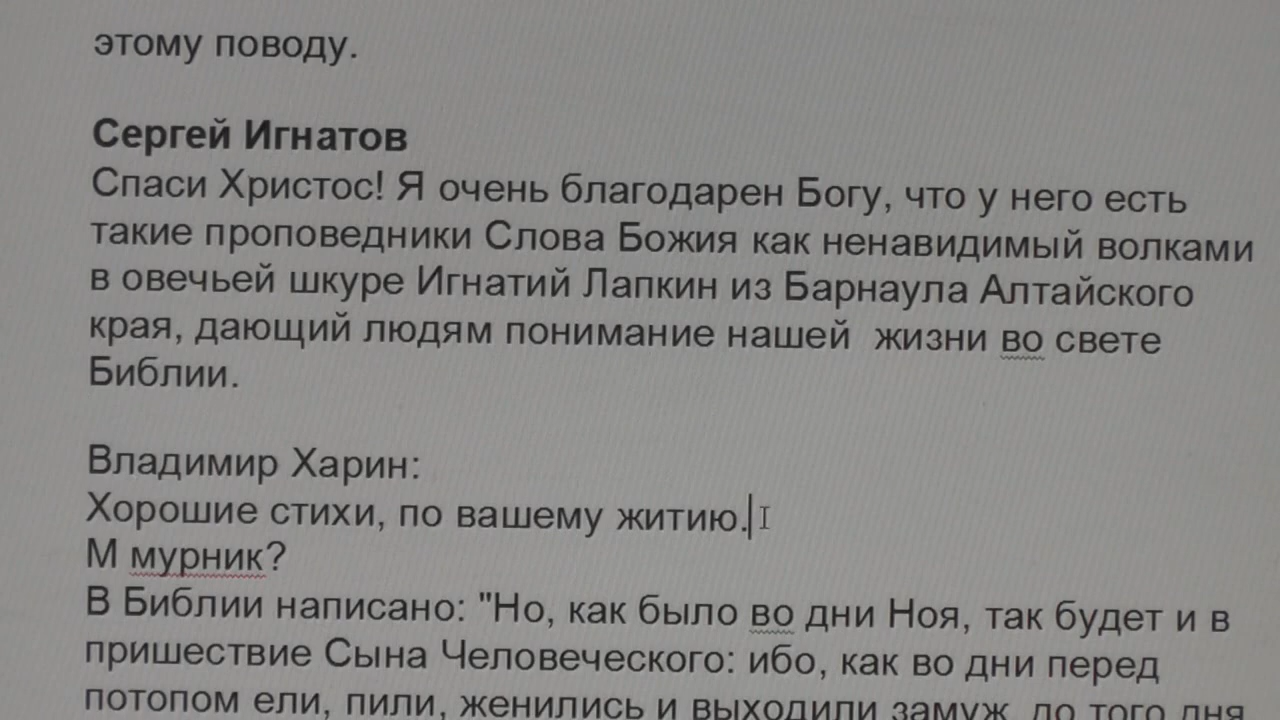 этому поводу.
Сергей Игнатов
Спаси Христос! Я очень благодарен Богу, что у него есть
такие проповедники Слова Божия как ненавидимый волками
в овечьей шкуре Игнатий Лапкин из Барнаула Алтайского
края, дающий людям понимание нашей  жизни во свете
Библии.
Владимир Харин:
Хорошие стихи, по вашему житию.
М мурник?
В Библии написано: "Но, как было во дни Ноя, так будет и в
пришествие Сына Человеческого: ибо, как во дни перед
потопом ели, пили, женились и выходили замуж, до того дня,